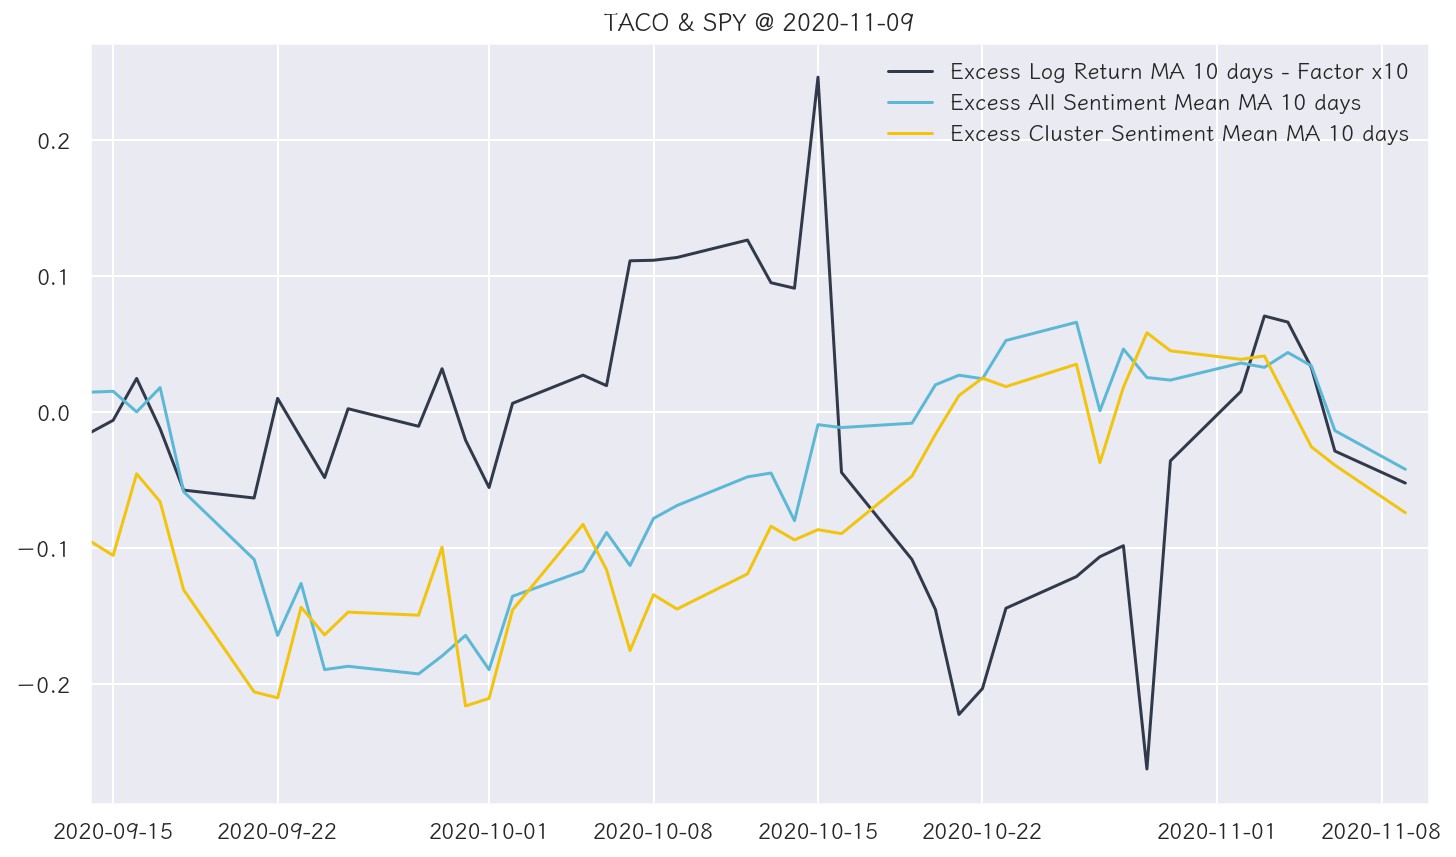 TACO & SPY @ 2020-11-09
Excess Log Return MA 10 days - Factor x10
Excess All Sentiment Mean MA 10 days
Excess Cluster Sentiment Mean MA 10 days
0.2
0.1
0.0
−0.1
−0.2
2020-09-15 2020-09-22 2020-10-01 2020-10-08 2020-10-15 2020-10-22 2020-11-01 2020-11-08